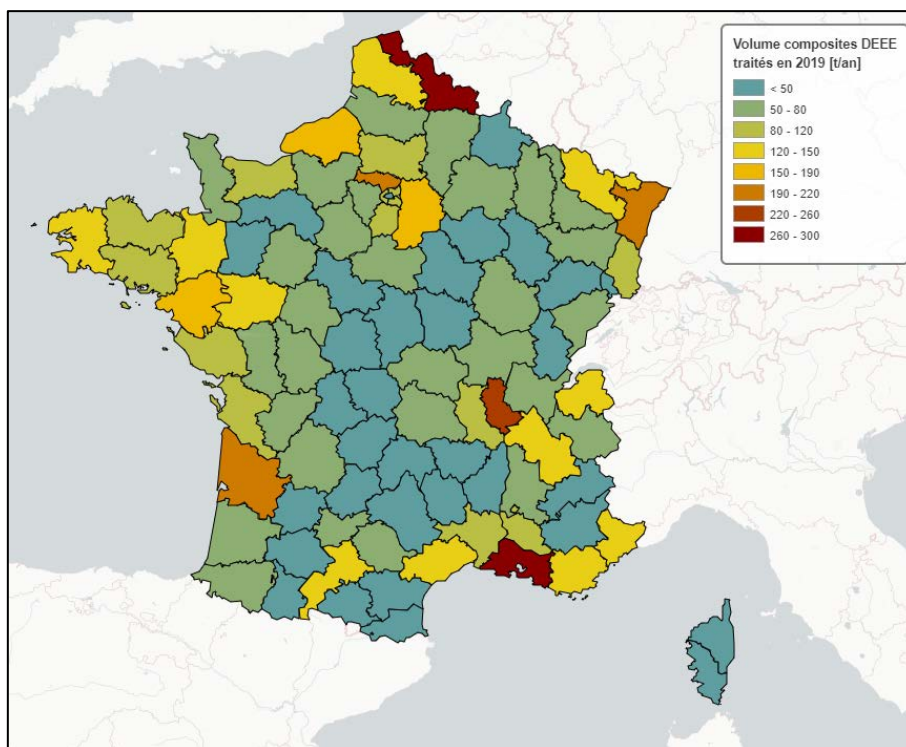 Volume composites DEEE
traités en 2019 [t/an]
< 50
50 - 80
80 - 120
120 - 150
150 - 190
190 - 220
220 - 260
260 - 300